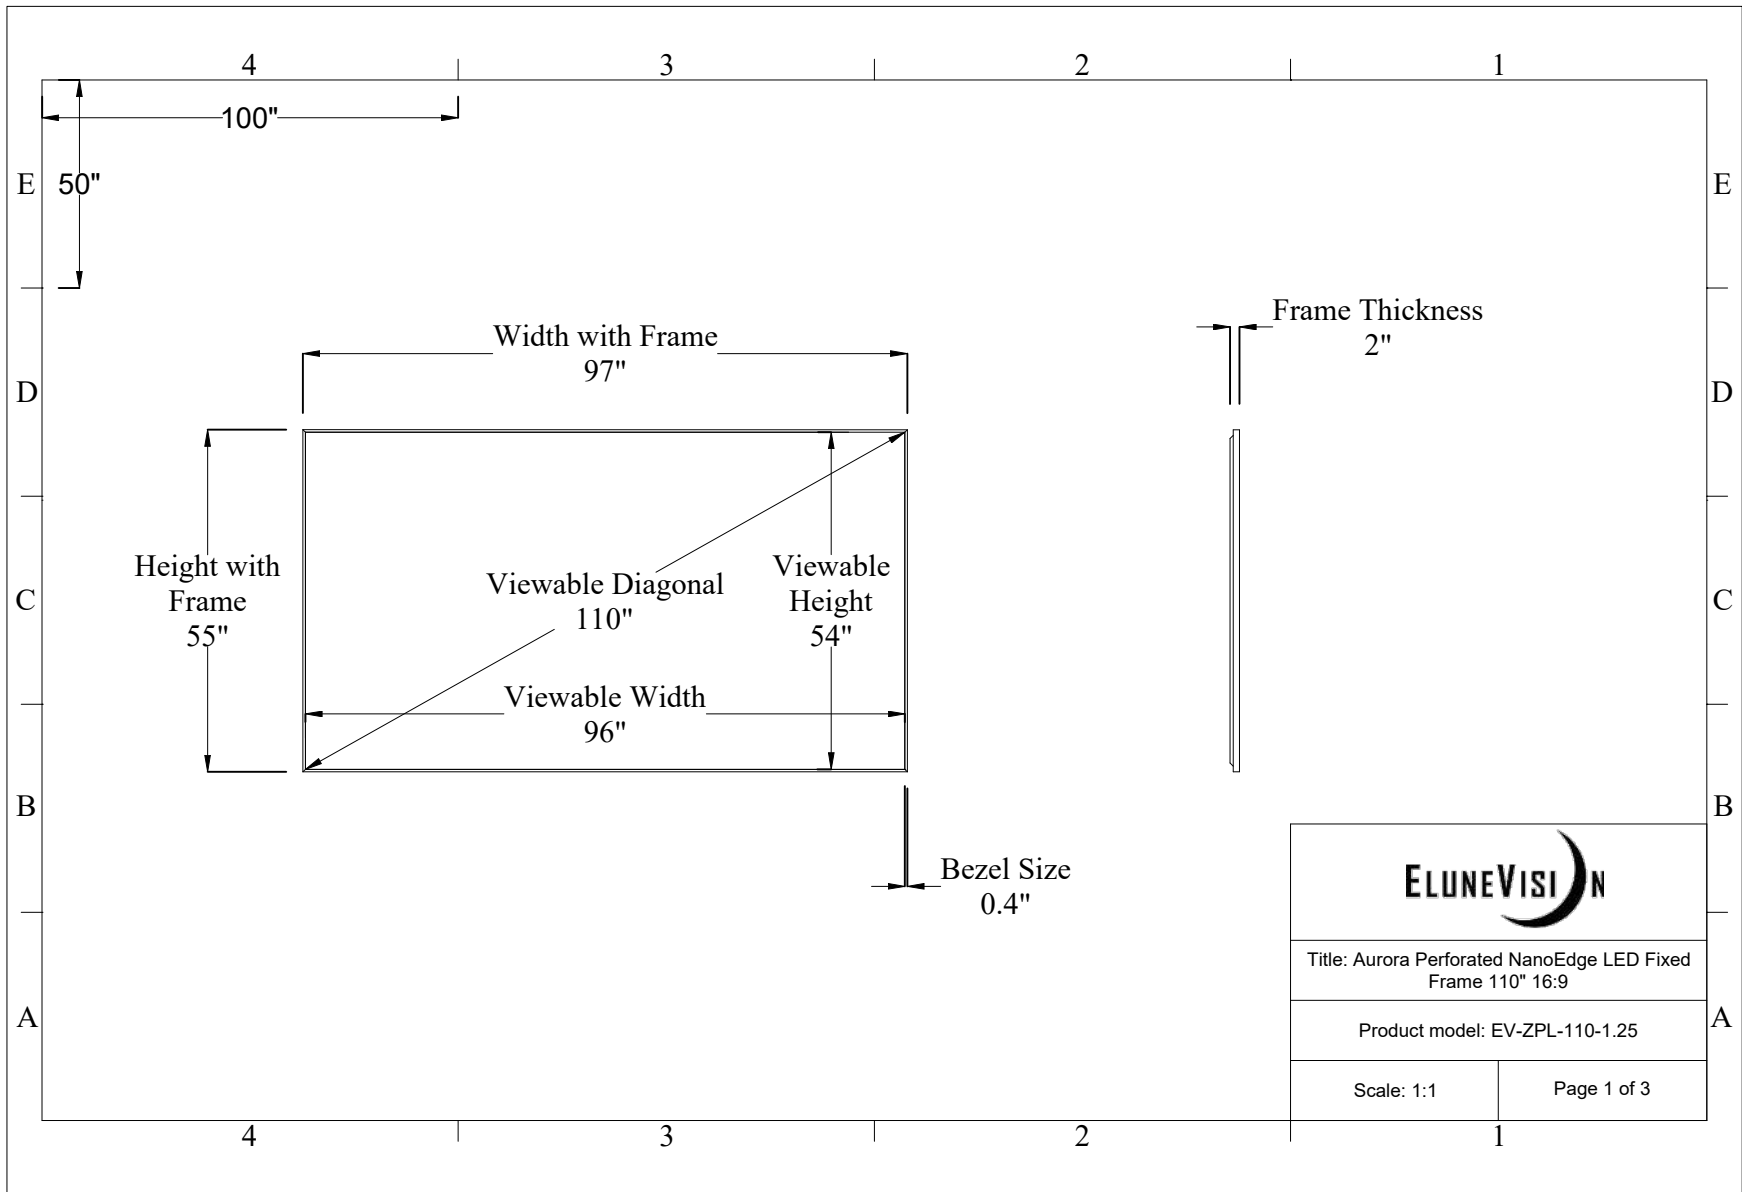 4 3 2 1
100"
E 50" E
Frame Thickness
2"
Width with Frame
97"
D D
Height with
Frame
55"
Viewable Diagonal
110"
Viewable
Height
54"
C C
Viewable Width
96"
B B
Bezel Size
0.4"
ELUNEVISION
Title: Aurora Perforated NanoEdge LED Fixed
Frame 110" 16:9
A A
Product model: EV-ZPL-110-1.25
Scale: 1:1 Page 1 of 3
4 3 2 1